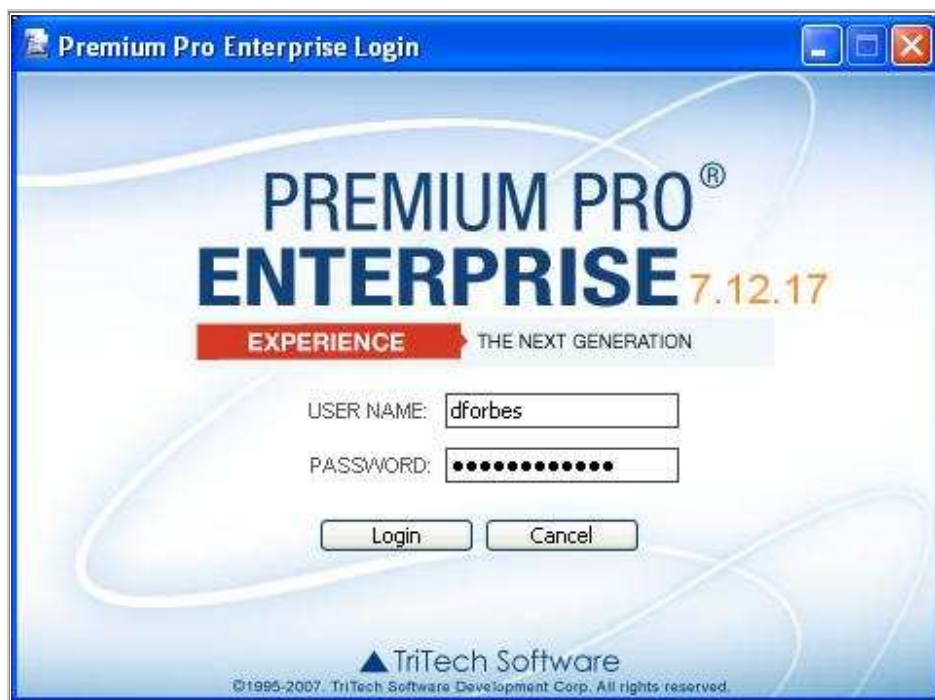 Premium Pro Enterprise Login
PREMIUM PRO®
ENTERPRISE 7.12.17
EXPERIENCE THE NEXT GENERATION
USER NAME: dforbes
PASSWORD: ●●●●●●●●●●●●
Login Cancel
TriTech Software
©1995-2007. TriTech Software Development Corp. All rights reserved.